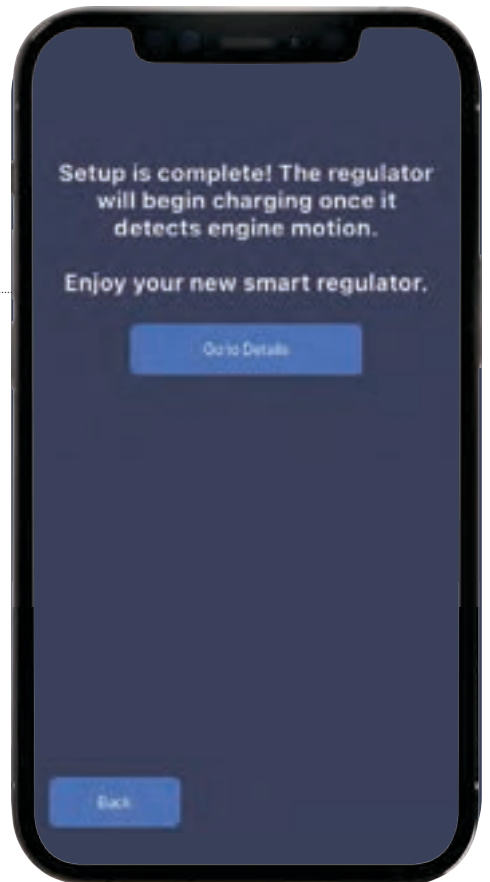 Setup is complete! The regulator
will begin charging once it
detects engine motion.
Enjoy your new smart regulator.
Go to Details
Back